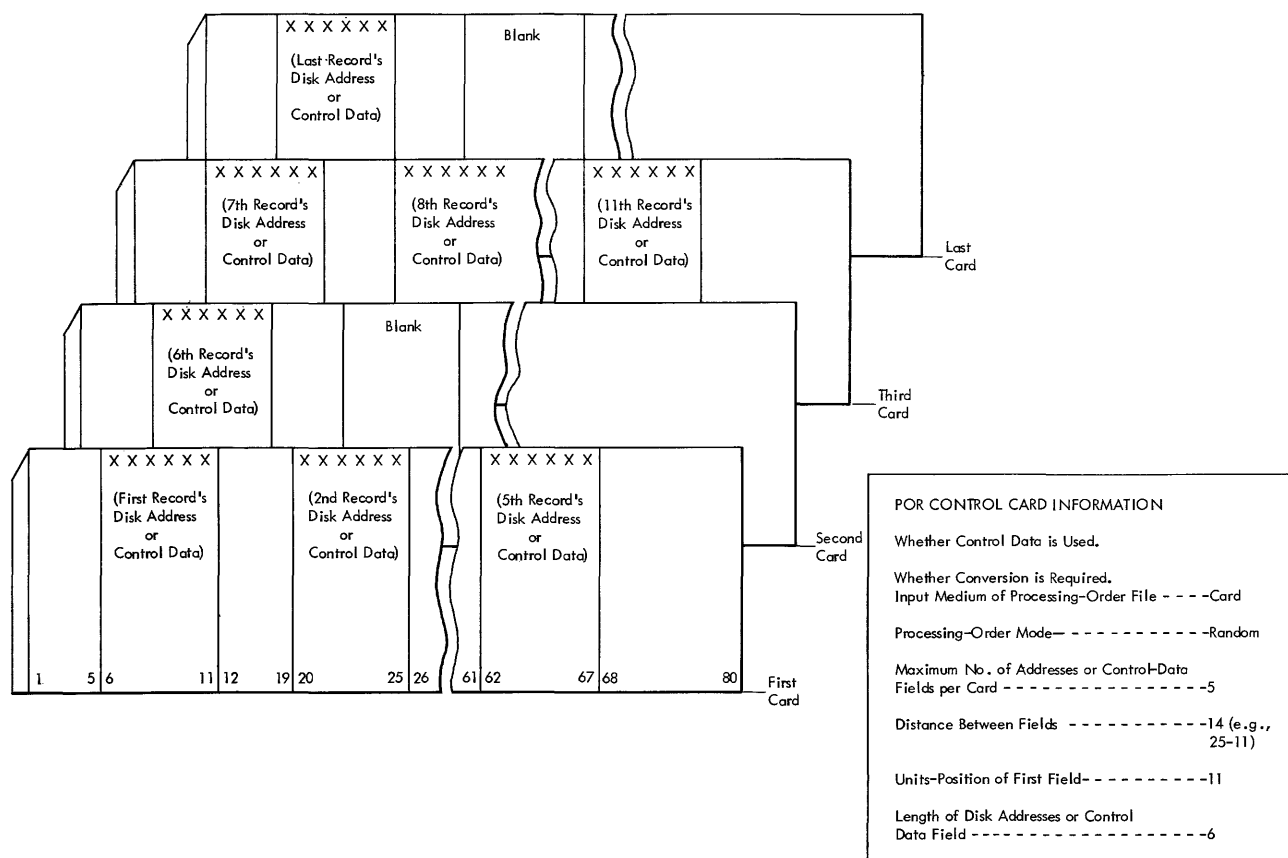 X X X X X X
Blank
(Last Record's
Disk Address
or
Control Data)
X X X X X X
X X X X X X
X X X X X X
(7th Record's
Disk Address
or
Control Data)
(8th Record's
Disk Address
or
Control Data)
(11th Record's
Disk Address
or
Control Data)
Last
Card
X X X X X X
Blank
(6th Record's
Disk Address
or
Control Data)
Third
Card
X X X X X X
X X X X X X
X X X X X X
(First Record's
Disk Address
or
Control Data)
(2nd Record's
Disk Address
or
Control Data)
(5th Record's
Disk Address
or
Control Data)
Second
Card
1 5 6 11 12 19 20 25 26 61 62 67 68 80
First
Card
POR CONTROL CARD INFORMATION
Whether Control Data is Used.
Whether Conversion is Required.
Input Medium of Processing-Order File - - - -Card
Processing-Order Mode- - - - - - - - - - - -Random
Maximum No. of Addresses or Control-Data
Fields per Card - - - - - - - - - - - - - - - -5
Distance Between Fields - - - - - - - - - - -14 (e.g.,
25-11)
Units-Position of First Field- - - - - - - - - -11
Length of Disk Addresses or Control
Data Field - - - - - - - - - - - - - - - - - - -6